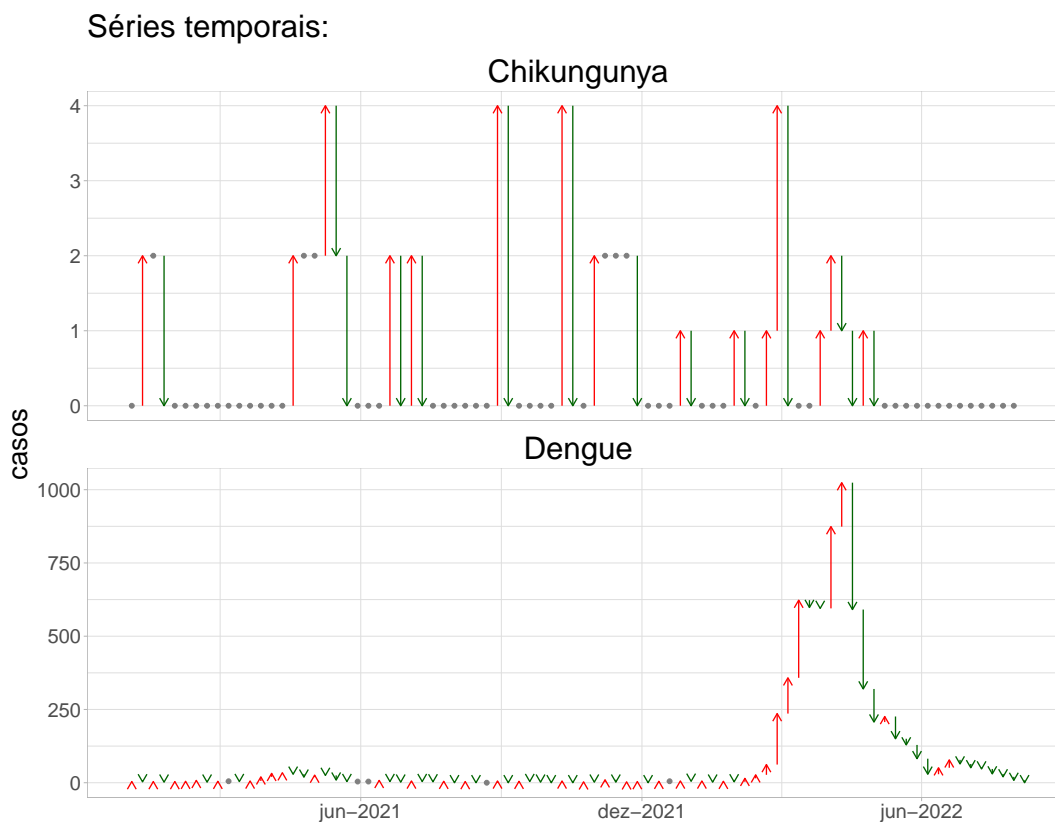 Séries temporais:
Chikungunya
4
3
2
1
0
casos
Dengue
1000
750
500
250
0
jun−2021
dez−2021
jun−2022